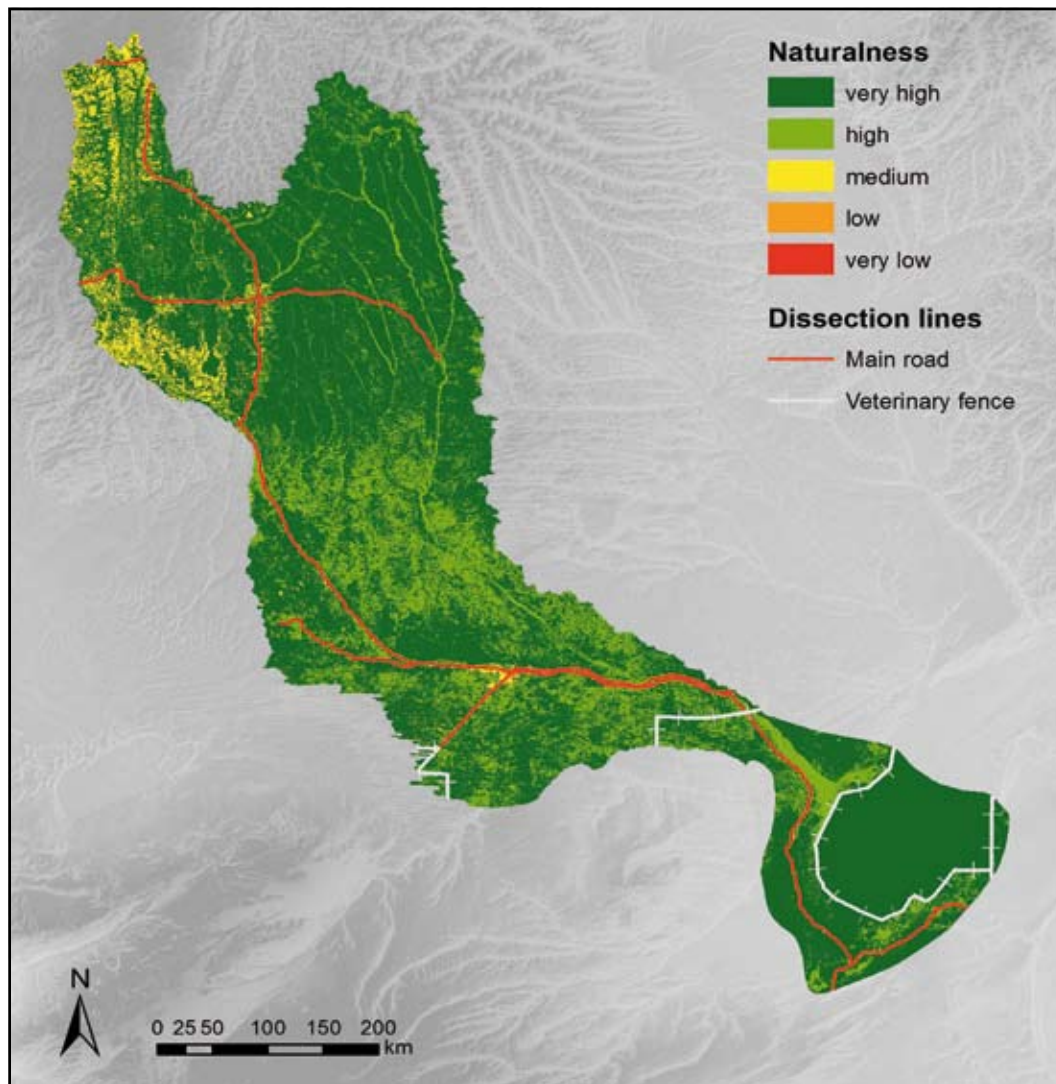 Naturalness
very high
high
medium
low
very low
Dissection lines
Main road
Veterinary fence
N
0 25 50 100 150 200
km